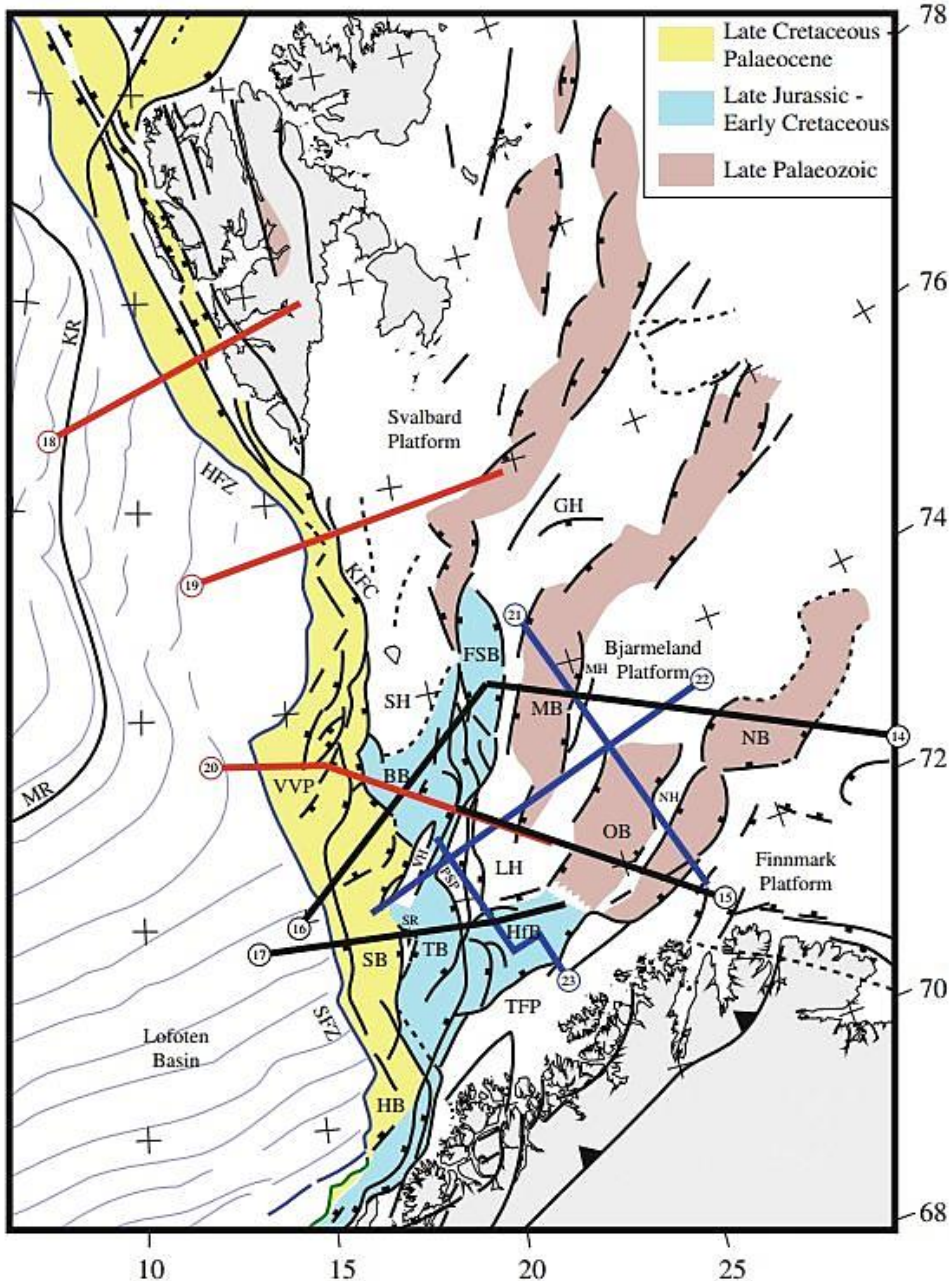 78
Late Cretaceous
Palaeocene
Late Jurassic -
Early Cretaceous
Late Palaeozoic
76
KR
18
Svalbard
Platform
HFZ
GH
74
19
KFC
21
FSB
Bjarmeland
Platform
MH
22
SH
MB
NB
14
72
20
BB
VVP
MR
NH
OB
VH
LH
PSP
Finnmark
Platform
15
16
SR
HfB
17
SB
TB
23
70
TFP
SFZ
Lofoten
Basin
HB
68
10
15
20
25